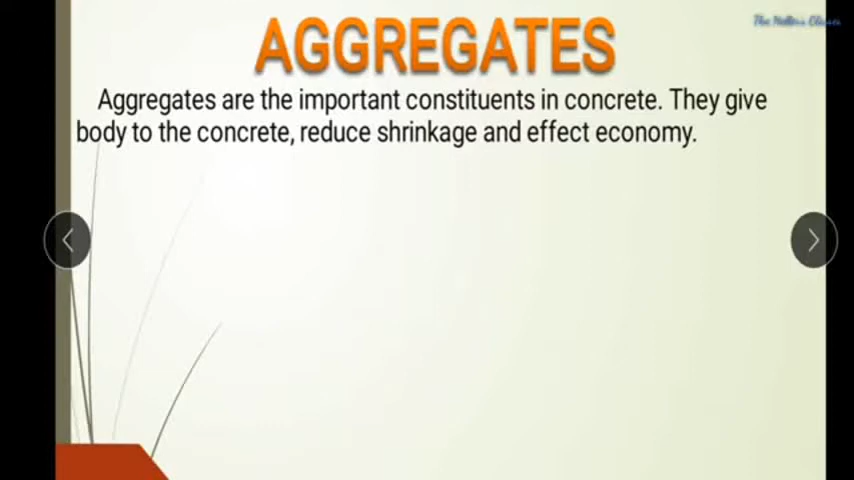 AGGREGATES
Aggregates are the important constituents in concrete. They give
body to the concrete, reduce shrinkage and effect economy.